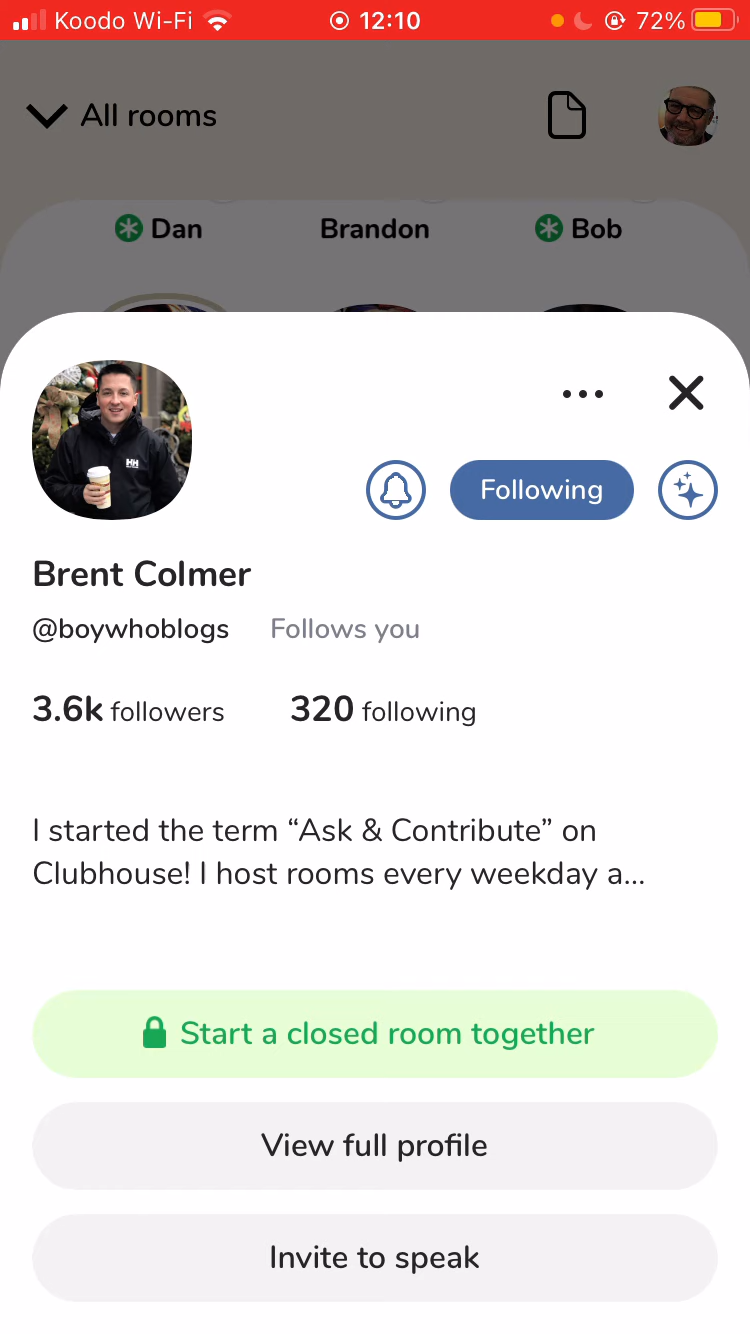 Koodo Wi-Fi 12:10 72%
All rooms
Dan Brandon Bob
HH
Following
Brent Colmer
@boywhoblogs Follows you
3.6k followers 320 following
I started the term “Ask & Contribute” on
Clubhouse! I host rooms every weekday a...
Start a closed room together
View full profile
Invite to speak